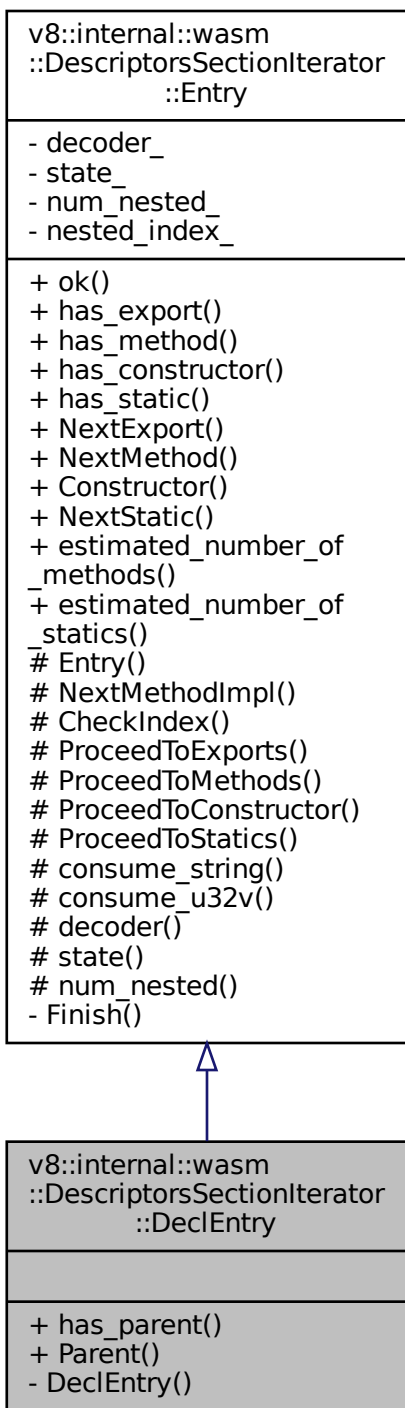 v8::internal::wasm
::DescriptorsSectionIterator
::Entry
- decoder_
- state_
- num_nested_
- nested_index_
+ ok()
+ has_export()
+ has_method()
+ has_constructor()
+ has_static()
+ NextExport()
+ NextMethod()
+ Constructor()
+ NextStatic()
+ estimated_number_of
_methods()
+ estimated_number_of
_statics()
# Entry()
# NextMethodImpl()
# CheckIndex()
# ProceedToExports()
# ProceedToMethods()
# ProceedToConstructor()
# ProceedToStatics()
# consume_string()
# consume_u32v()
# decoder()
# state()
# num_nested()
- Finish()
v8::internal::wasm
::DescriptorsSectionIterator
::DeclEntry
+ has_parent()
+ Parent()
- DeclEntry()